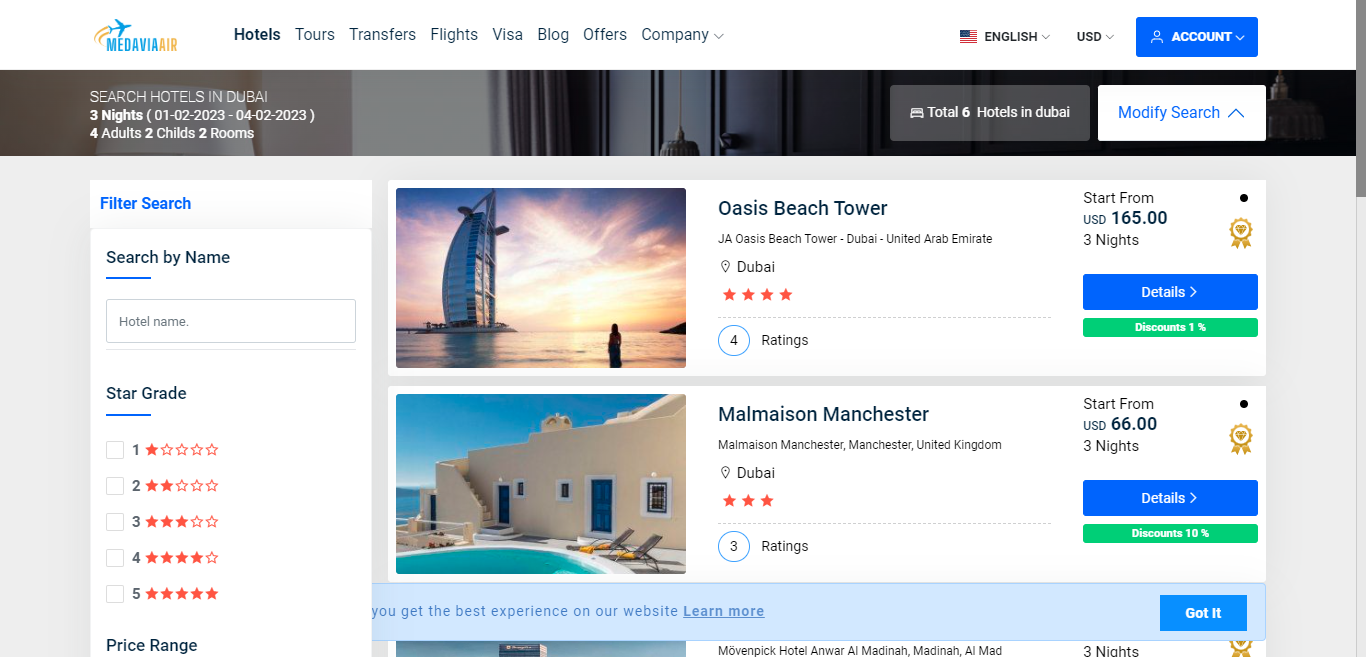 MEDAVIAAIR
Hotels Tours Transfers Flights Visa Blog Offers Company
ENGLISH USD ACCOUNT
SEARCH HOTELS IN DUBAI
3 Nights ( 01-02-2023 - 04-02-2023 )
4 Adults 2 Childs 2 Rooms
Total 6 Hotels in dubai
Modify Search
Filter Search
Search by Name
Hotel name.
Star Grade
1
2
3
4
5
Price Range
Oasis Beach Tower
JA Oasis Beach Tower - Dubai - United Arab Emirate
Dubai
4 Ratings
Start From
USD 165.00
3 Nights
Details
Discounts 1 %
Malmaison Manchester
Malmaison Manchester, Manchester, United Kingdom
Dubai
3 Ratings
Start From
USD 66.00
3 Nights
Details
Discounts 10 %
you get the best experience on our website Learn more
Got It
Mövenpick Hotel Anwar Al Madinah, Madinah, Al Mad
3 Nights